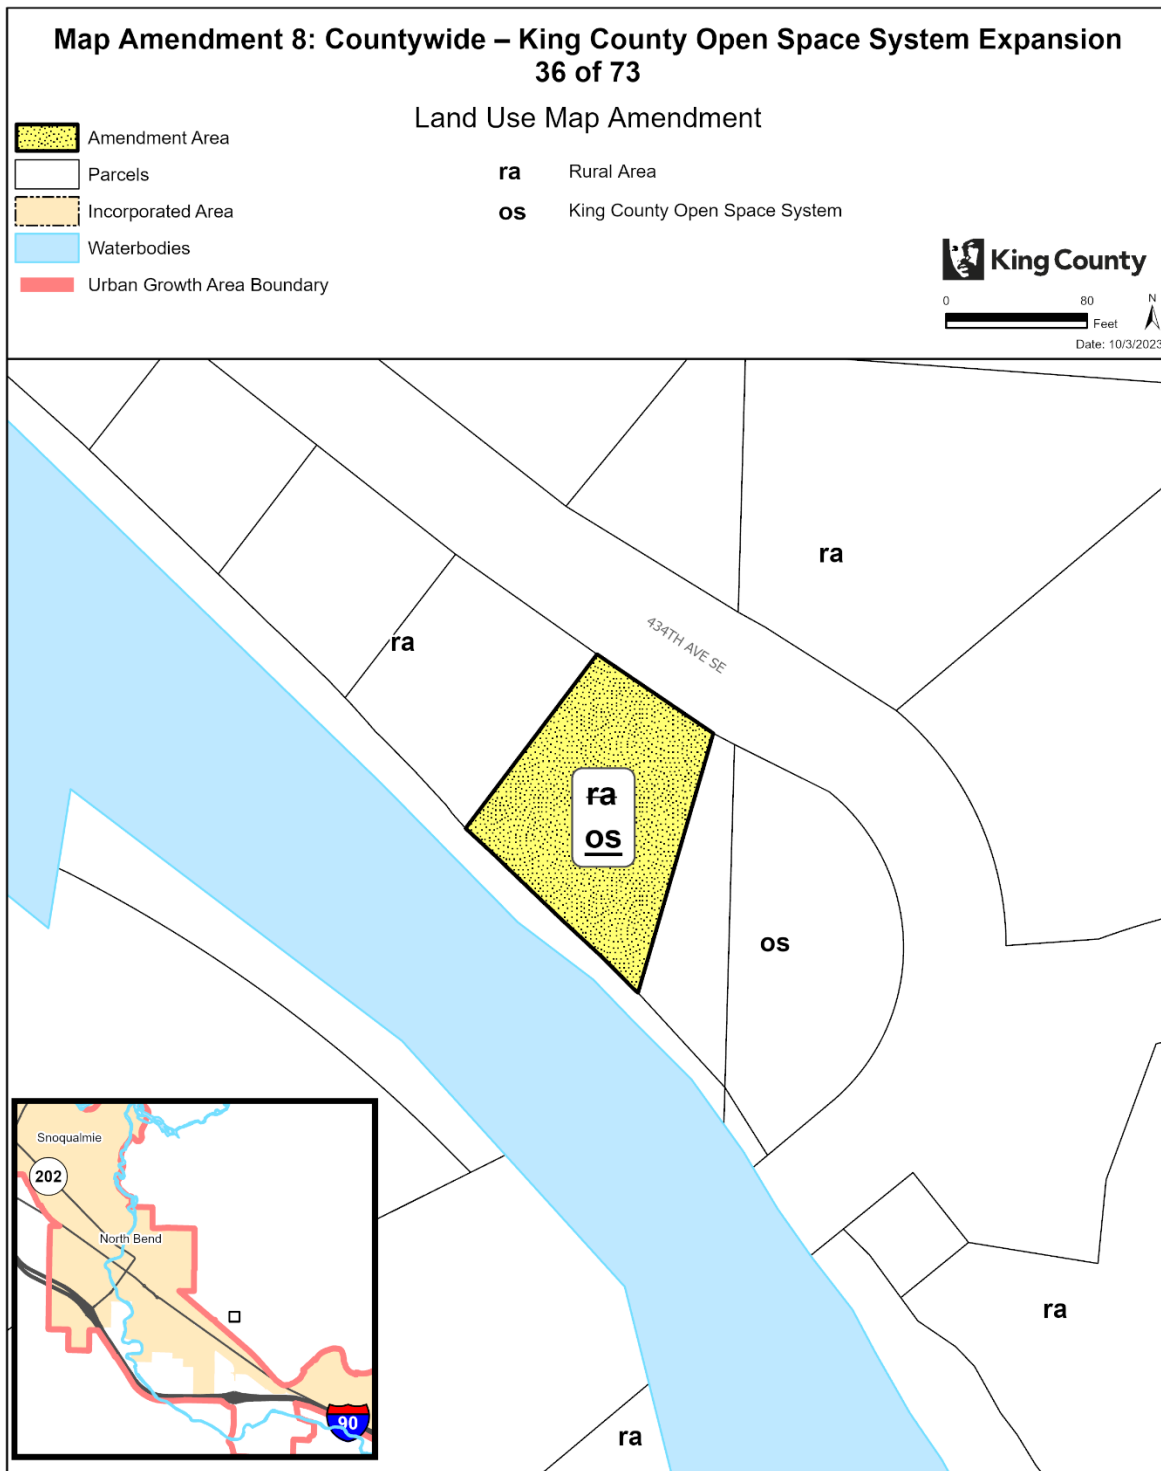 Map Amendment 8: Countywide – King County Open Space System Expansion
36 of 73
Land Use Map Amendment
Amendment Area
Parcels
Incorporated Area
Waterbodies
Urban Growth Area Boundary
ra Rural Area
os King County Open Space System
King County
0 80
Feet
N
Date: 10/3/2023
ra
ra
434TH AVE SE
ra
os
os
ra
ra
Snoqualmie
202
North Bend
90